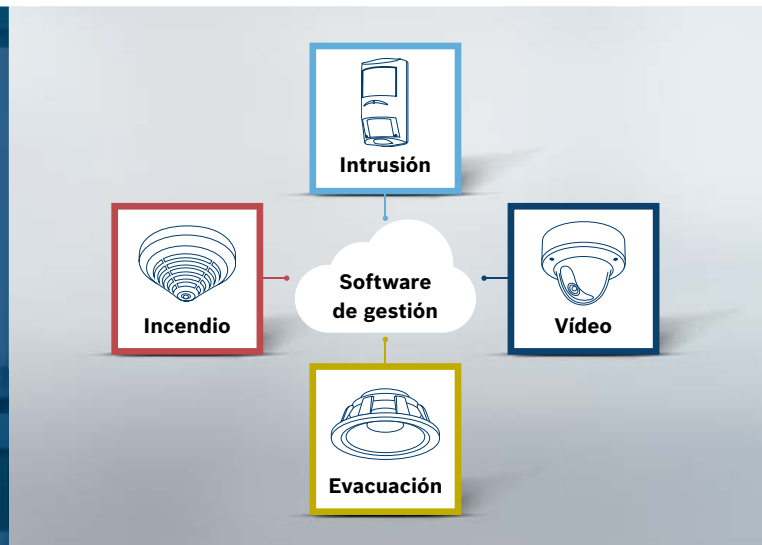 Intrusión
Incendio
Software
de gestión
Vídeo
Evacuación